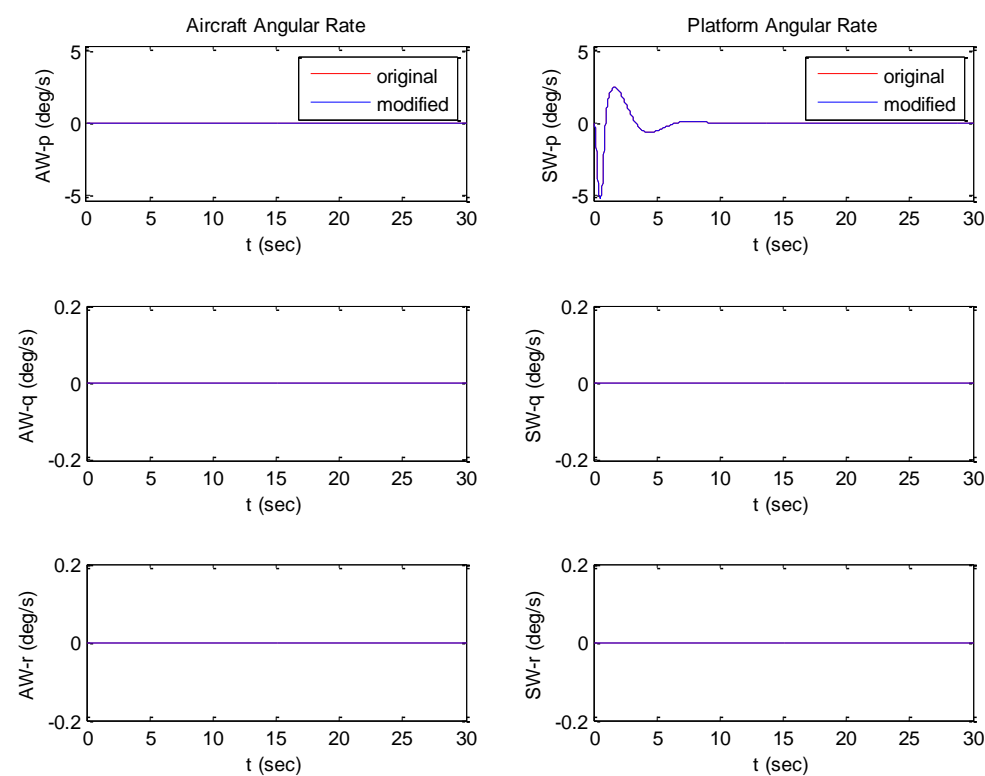 Aircraft Angular Rate
5
0
-5
AW-p (deg/s)
original
modified
0 5 10 15 20 25 30
t (sec)
Platform Angular Rate
5
0
-5
SW-p (deg/s)
original
modified
0 5 10 15 20 25 30
t (sec)
0.2
0
-0.2
AW-q (deg/s)
0 5 10 15 20 25 30
t (sec)
0.2
0
-0.2
SW-q (deg/s)
0 5 10 15 20 25 30
t (sec)
0.2
0
-0.2
AW-r (deg/s)
0 5 10 15 20 25 30
t (sec)
0.2
0
-0.2
SW-r (deg/s)
0 5 10 15 20 25 30
t (sec)